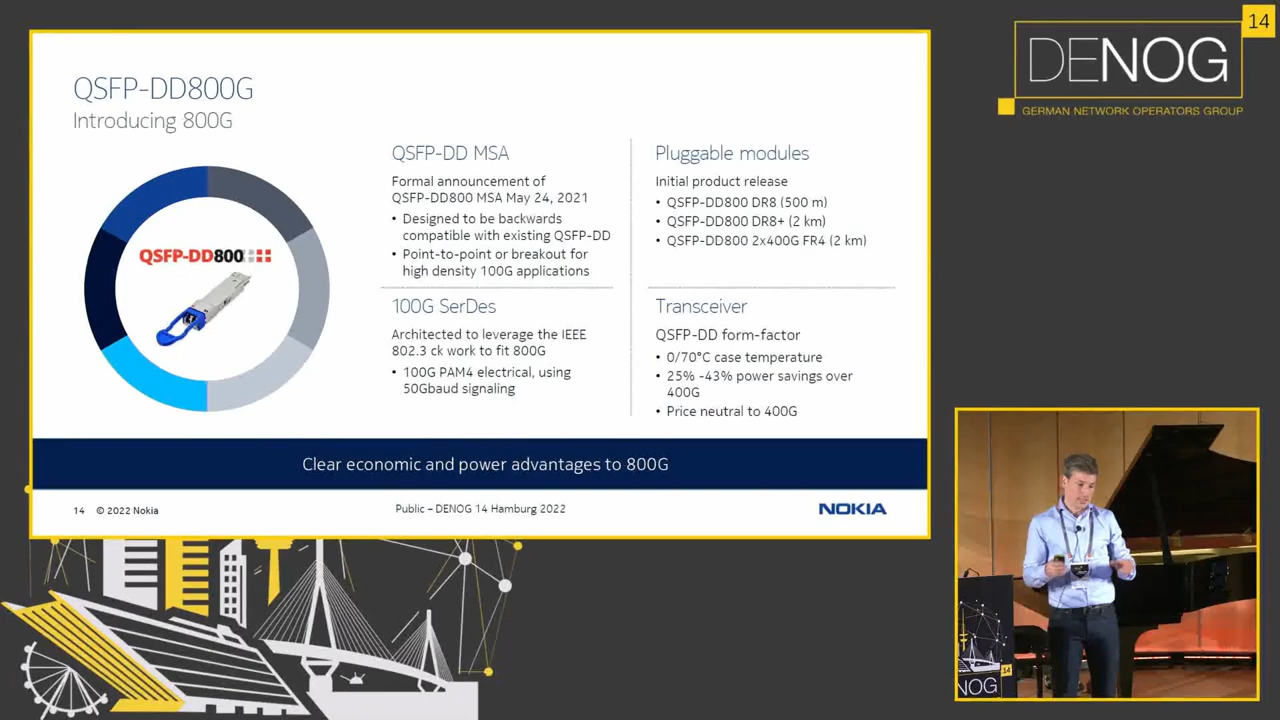 QSFP-DD800G
Introducing 800G
QSFP-DD800
QSFP-DD MSA
Formal announcement of
QSFP-DD800 MSA May 24, 2021
• Designed to be backwards
compatible with existing QSFP-DD
• Point-to-point or breakout for
high density 100G applications
Pluggable modules
Initial product release
• QSFP-DD800 DR8 (500 m)
• QSFP-DD800 DR8+ (2 km)
• QSFP-DD800 2x400G FR4 (2 km)
100G SerDes
Architected to leverage the IEEE
802.3 ck work to fit 800G
• 100G PAM4 electrical, using
50Gbaud signaling
Transceiver
QSFP-DD form-factor
• 0/70°C case temperature
• 25% -43% power savings over
400G
• Price neutral to 400G
Clear economic and power advantages to 800G
14 © 2022 Nokia
Public – DENOG 14 Hamburg 2022
NOKIA
14
DENOG
GERMAN NETWORK OPERATORS GROUP
14
NOG